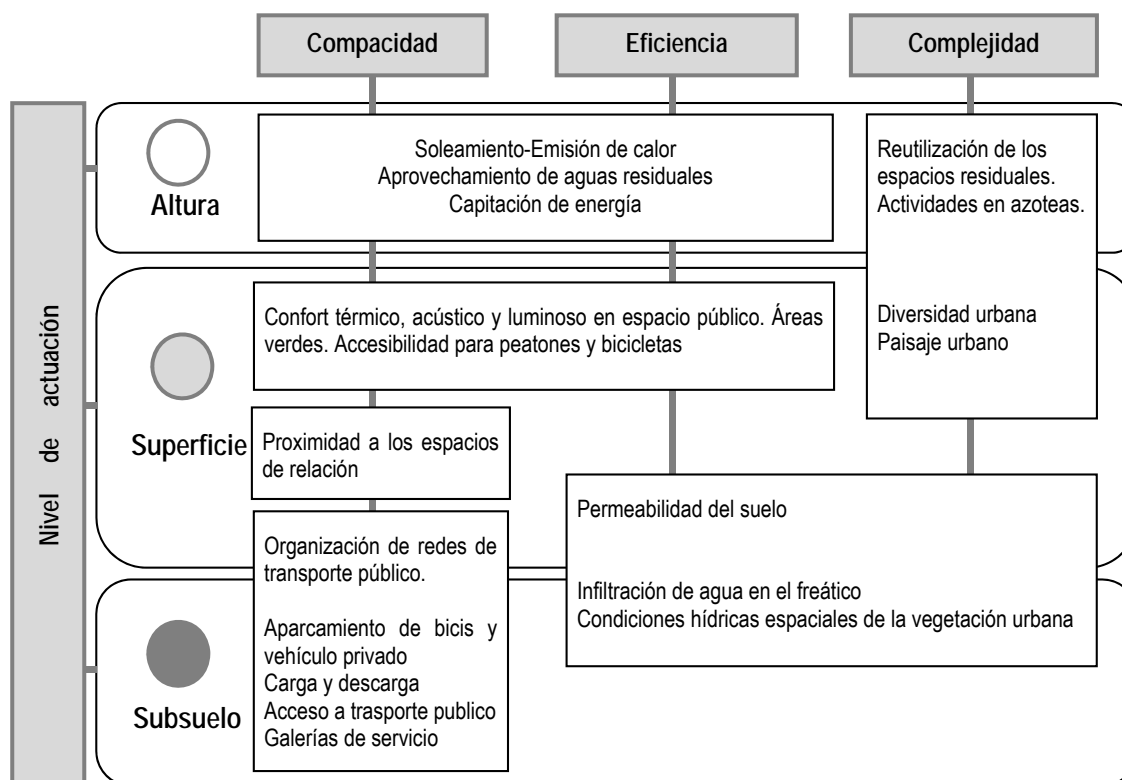 Compacidad
Eficiencia
Complejidad
Nivel de actuación
Altura
Soleamiento-Emisión de calor
Aprovechamiento de aguas residuales
Capitación de energía
Reutilización de los
espacios residuales.
Actividades en azoteas.
Diversidad urbana
Paisaje urbano
Superficie
Confort térmico, acústico y luminoso en espacio público. Áreas
verdes. Accesibilidad para peatones y bicicletas
Proximidad a los espacios
de relación
Permeabilidad del suelo
Infiltración de agua en el freático
Condiciones hídricas espaciales de la vegetación urbana
Subsuelo
Organización de redes de
transporte público.
Aparcamiento de bicis y
vehículo privado
Carga y descarga
Acceso a trasporte publico
Galerías de servicio